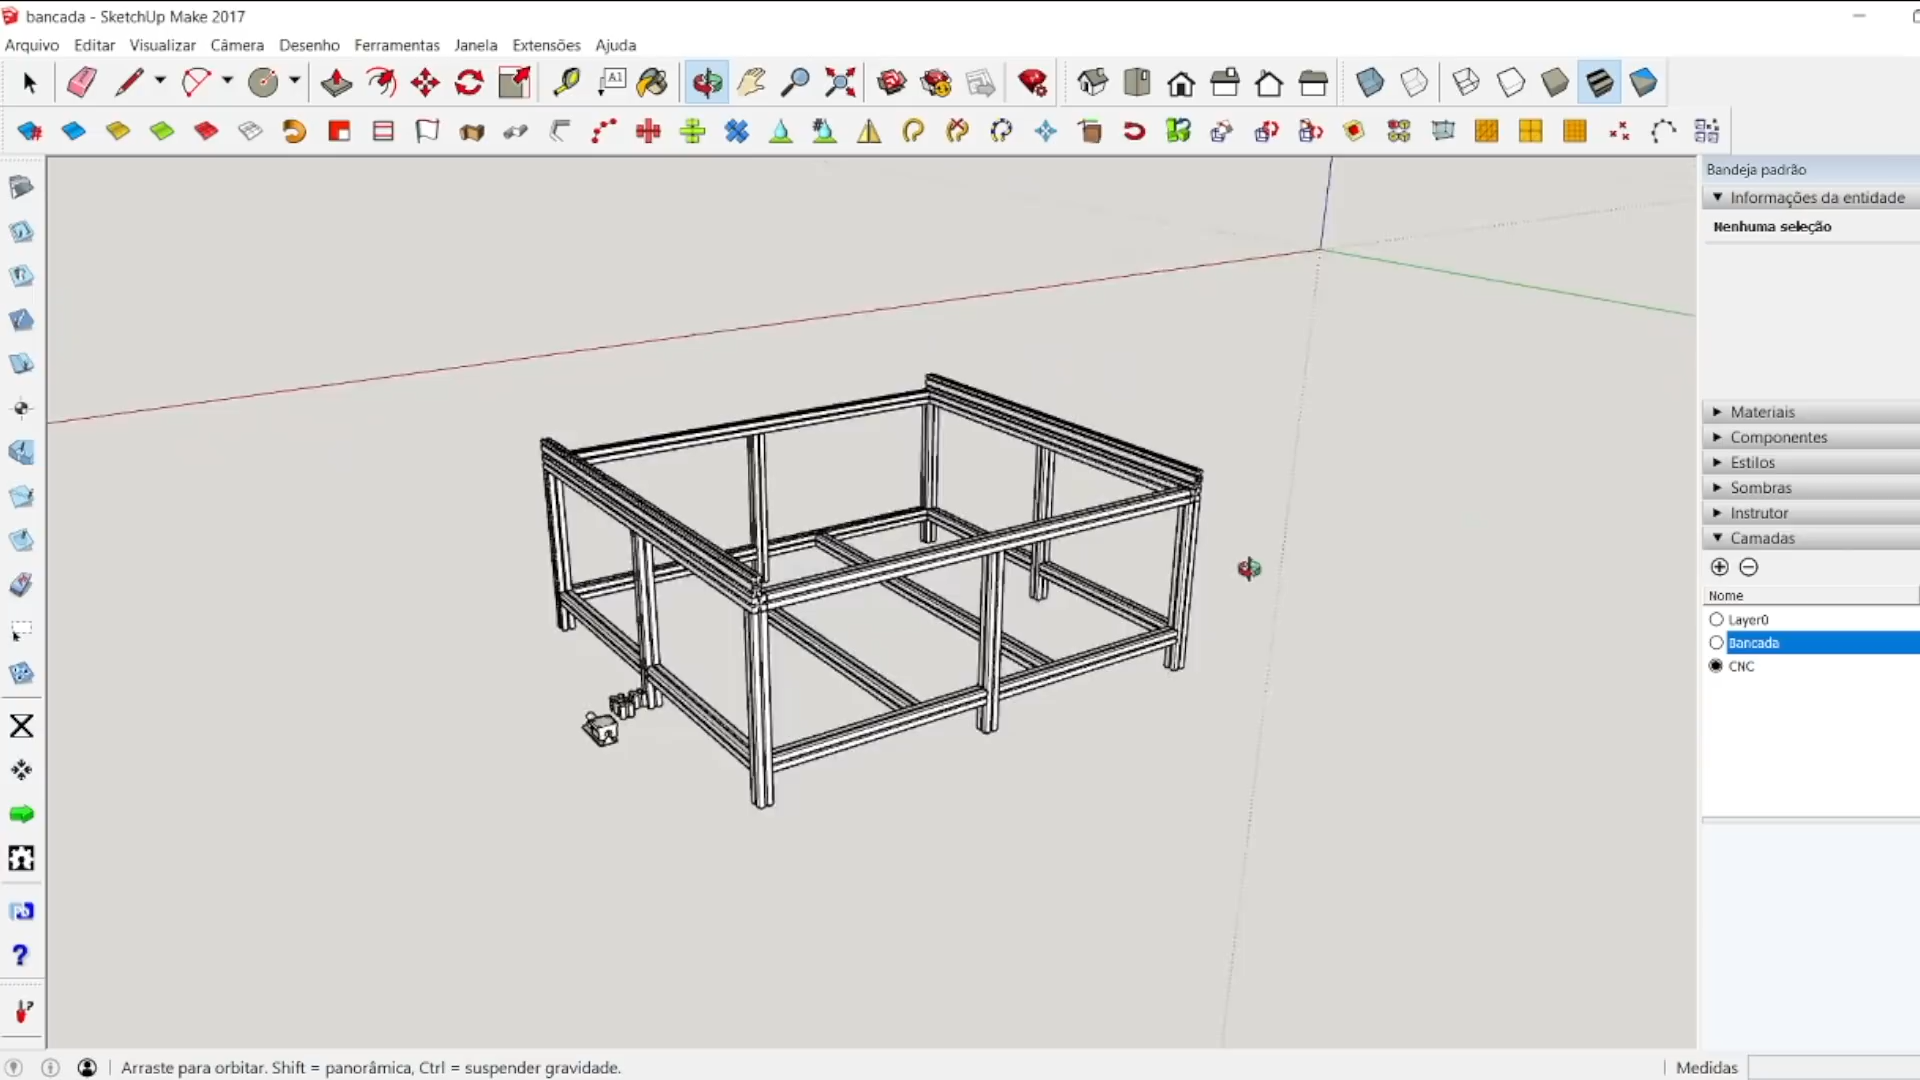 bancada - SketchUp Make 2017
Arquivo Editar Visualizar Câmera Desenho Ferramentas Janela Extensões Ajuda
A1
Bandeja padrão
Informações da entidade
Nenhuma seleção
Materiais
Componentes
Estilos
Sombras
Instrutor
Camadas
Nome
Layer0
Bancada
CNC
Arraste para orbitar. Shift = panorâmica, Ctrl = suspender gravidade.
Medidas